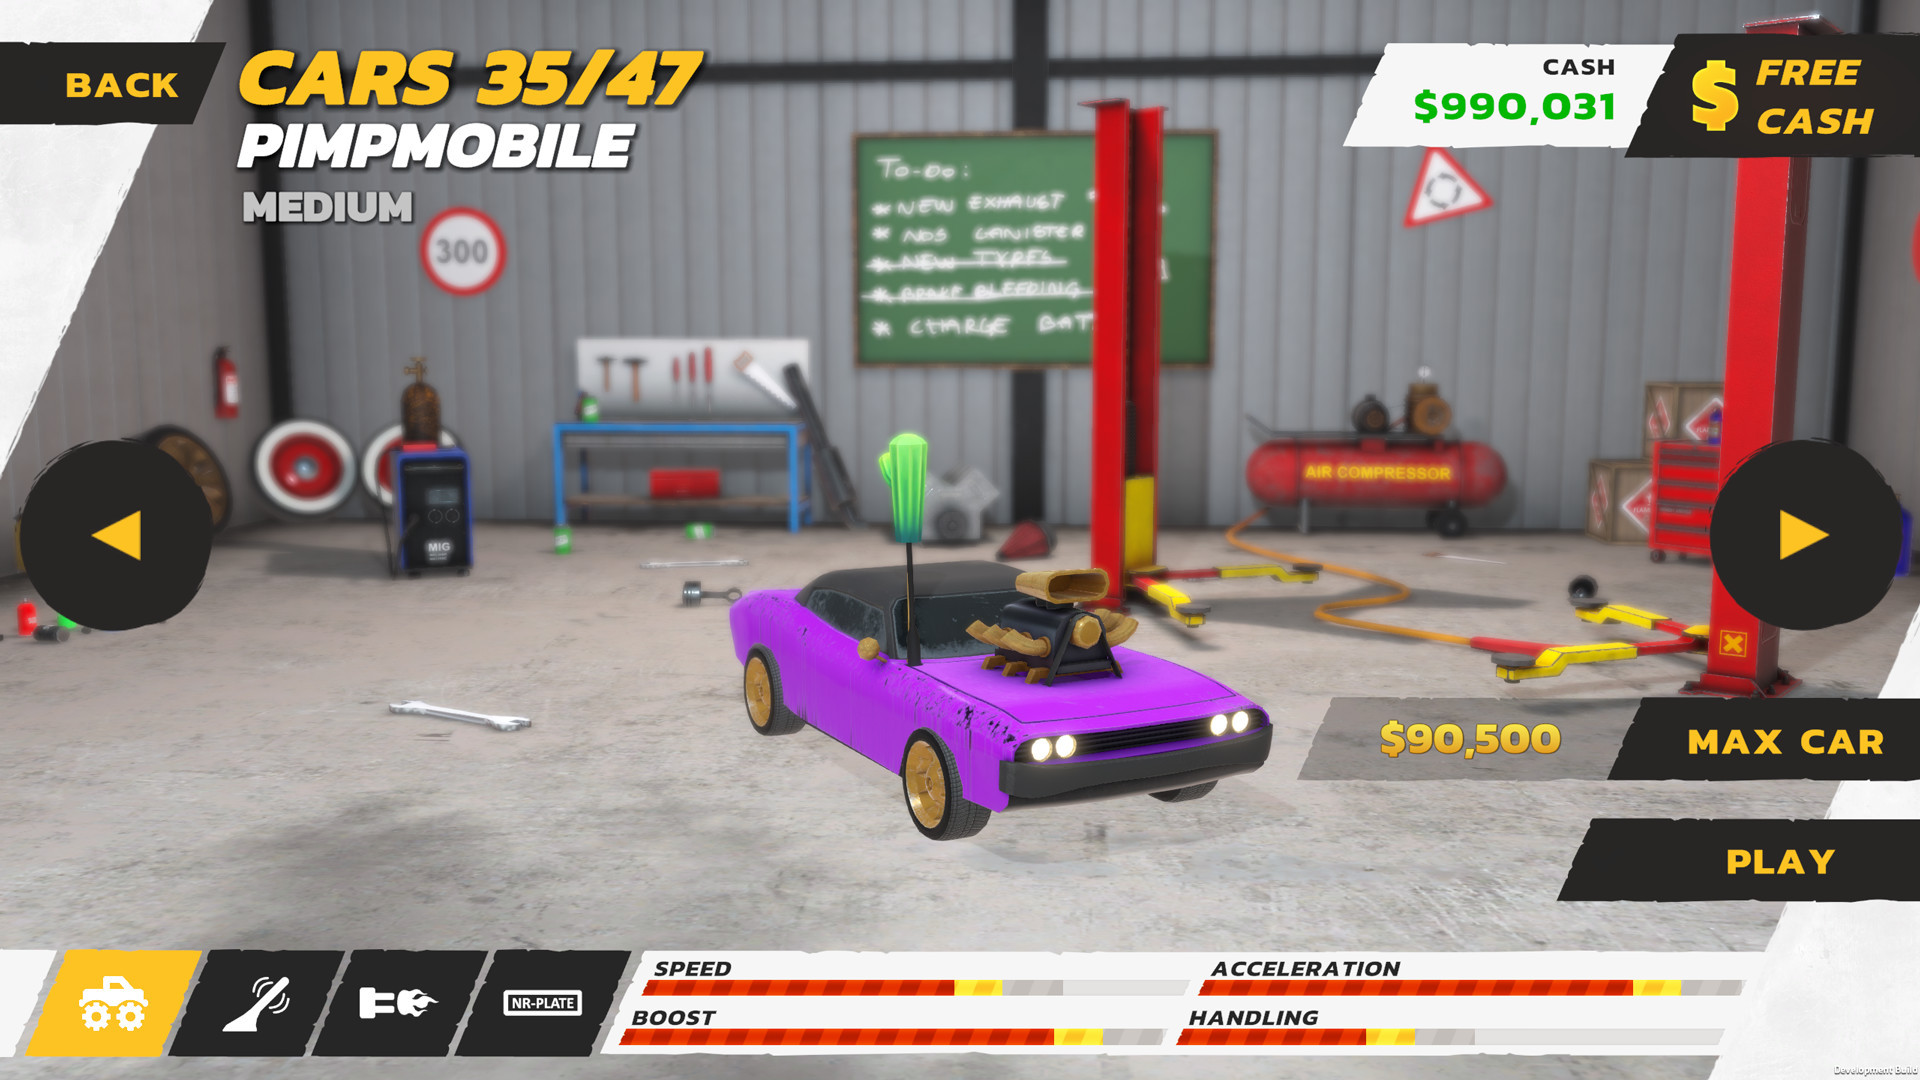 BACK
CARS 35/47
PIMPMOBILE
MEDIUM
CASH
$990,031
FREE
CASH
300
To-Do:
* NEW EXHAUST
* NOS CANISTER
* NEW TYRES
* BRAKE BLEEDING
* CHARGE BAT
AIR COMPRESSOR
MIG
$90,500
MAX CAR
PLAY
NR-PLATE
SPEED
ACCELERATION
BOOST
HANDLING
Development Build